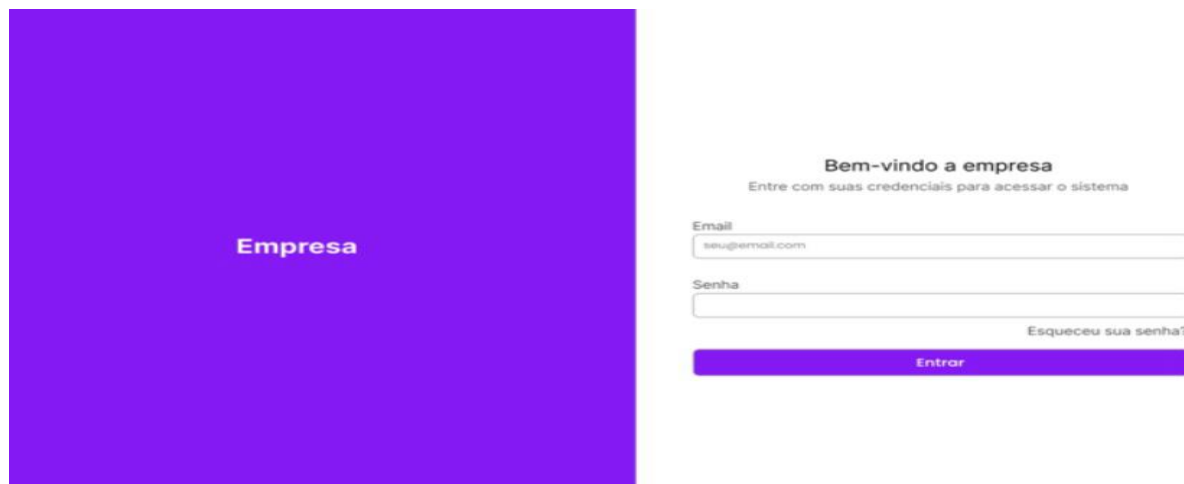 Empresa
Bem-vindo a empresa
Entre com suas credenciais para acessar o sistema
Email
seu@email.com
Senha
Esqueceu sua senha?
Entrar